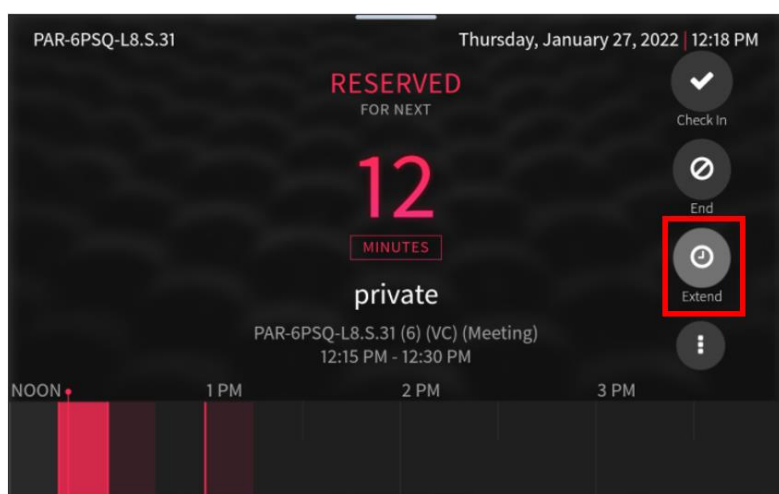 PAR-6PSQ-L8.S.31
Thursday, January 27, 2022 | 12:18 PM
RESERVED
FOR NEXT
12
MINUTES
private
PAR-6PSQ-L8.S.31 (6) (VC) (Meeting)
12:15 PM - 12:30 PM
Check In
End
Extend
NOON 1 PM 2 PM 3 PM